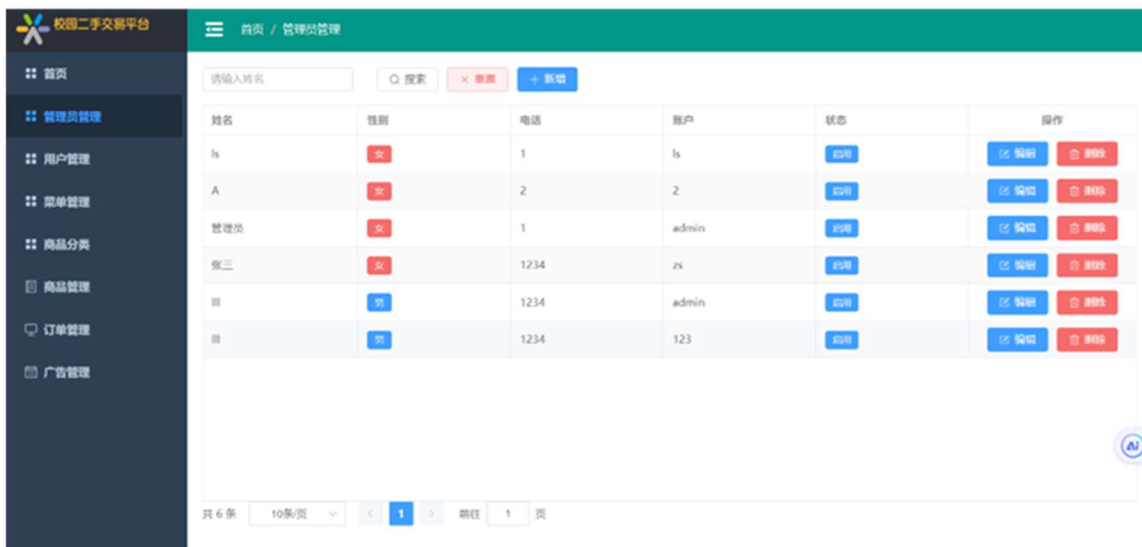 校园二手交易平台
首页 / 管理员管理
首页
管理员管理
用户管理
菜单管理
商品分类
商品管理
订单管理
广告管理
请输入姓名 搜索 重置 新增
姓名 性别 电话 账户 状态 操作
ls 女 1 ls 启用 编辑 删除
A 女 2 2 启用 编辑 删除
管理员 女 1 admin 启用 编辑 删除
张三 女 1234 zs 启用 编辑 删除
lll 男 1234 admin 启用 编辑 删除
lll 男 1234 123 启用 编辑 删除
共 6 条 10条/页 1 前往 1 页
Ai